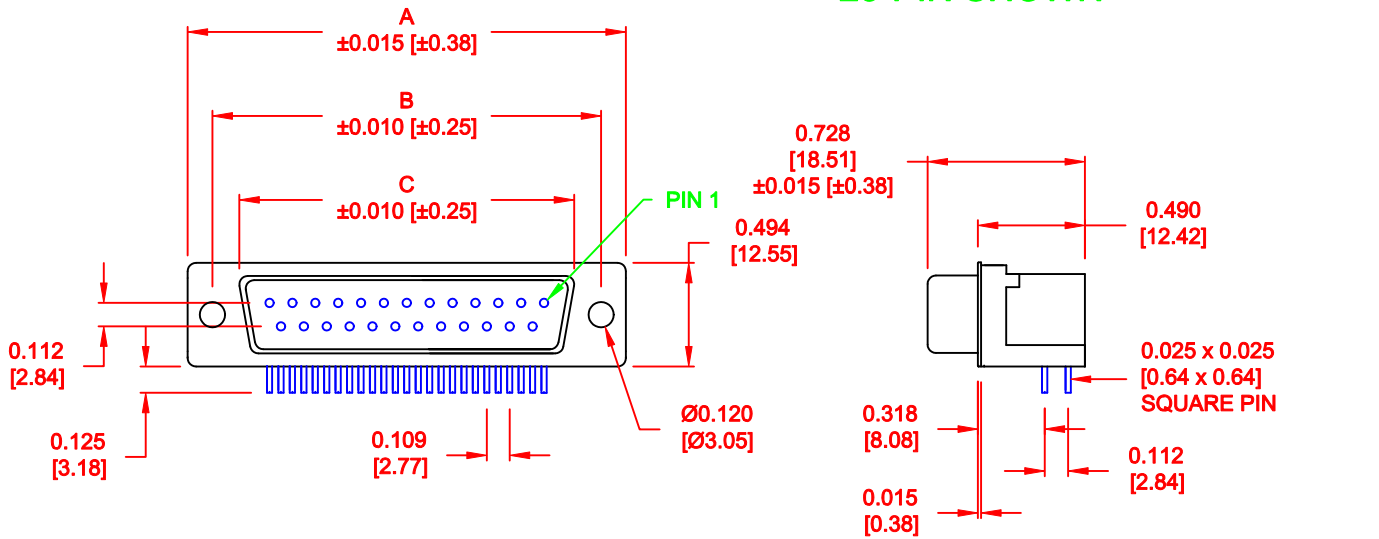 A
±0.015 [±0.38]
B
±0.010 [±0.25]
C
±0.010 [±0.25]
PIN 1
0.494
[12.55]
0.728
[18.51]
±0.015 [±0.38]
0.490
[12.42]
0.112
[2.84]
0.125
[3.18]
0.109
[2.77]
Ø0.120
[Ø3.05]
0.025 x 0.025
[0.64 x 0.64]
SQUARE PIN
0.318
[8.08]
0.112
[2.84]
0.015
[0.38]